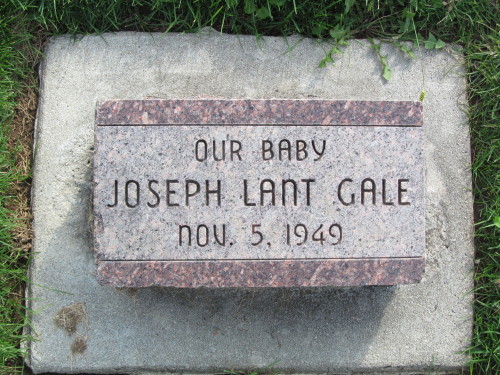 OUR BABY
JOSEPH LANT GALE
NOV. 5, 1949